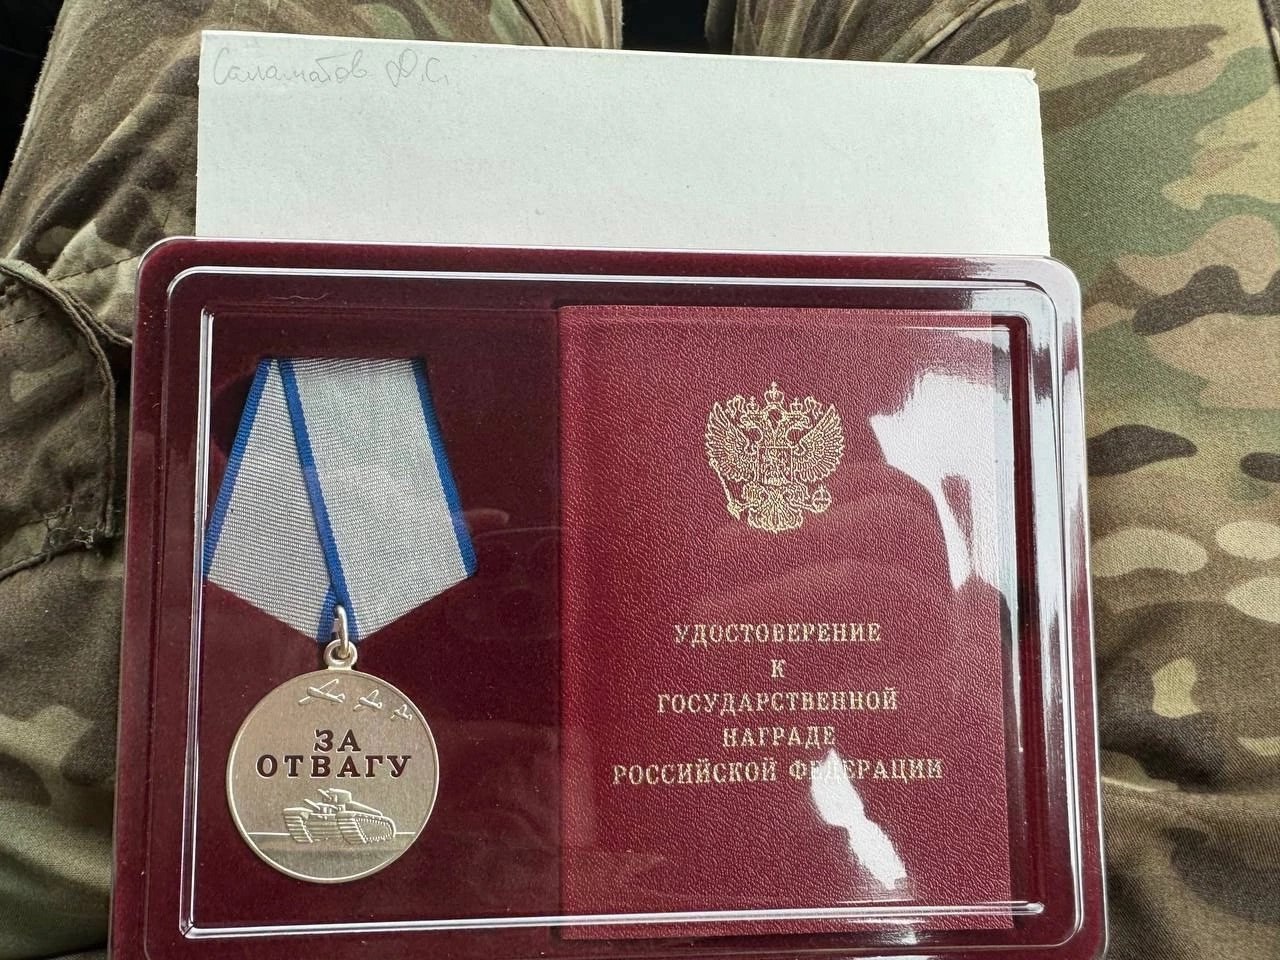 Саламатов Ф.С.
ЗА
ОТВАГУ
УДОСТОВЕРЕНИЕ
К
ГОСУДАРСТВЕННОЙ
НАГРАДЕ
РОССИЙСКОЙ ФЕДЕРАЦИИ